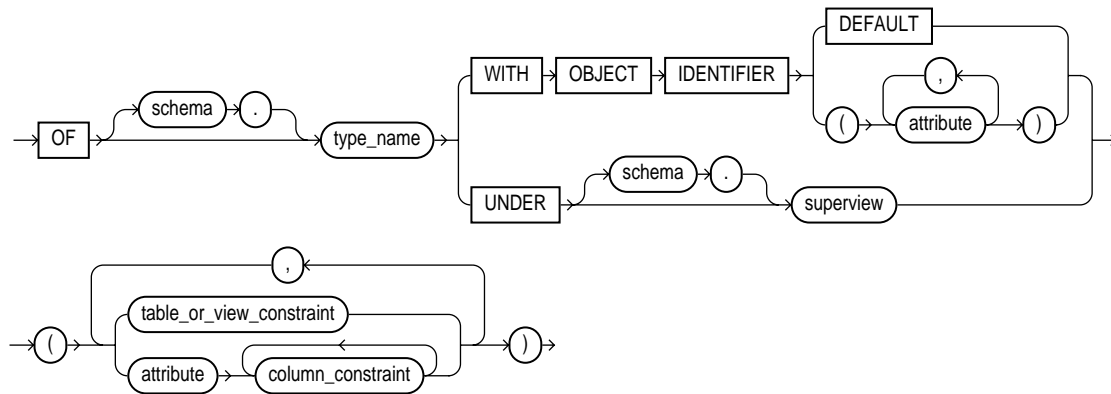 DEFAULT
WITH OBJECT IDENTIFIER ,
schema . ( attribute )
OF type_name
schema .
UNDER superview
,
( table_or_view_constraint )
attribute column_constraint